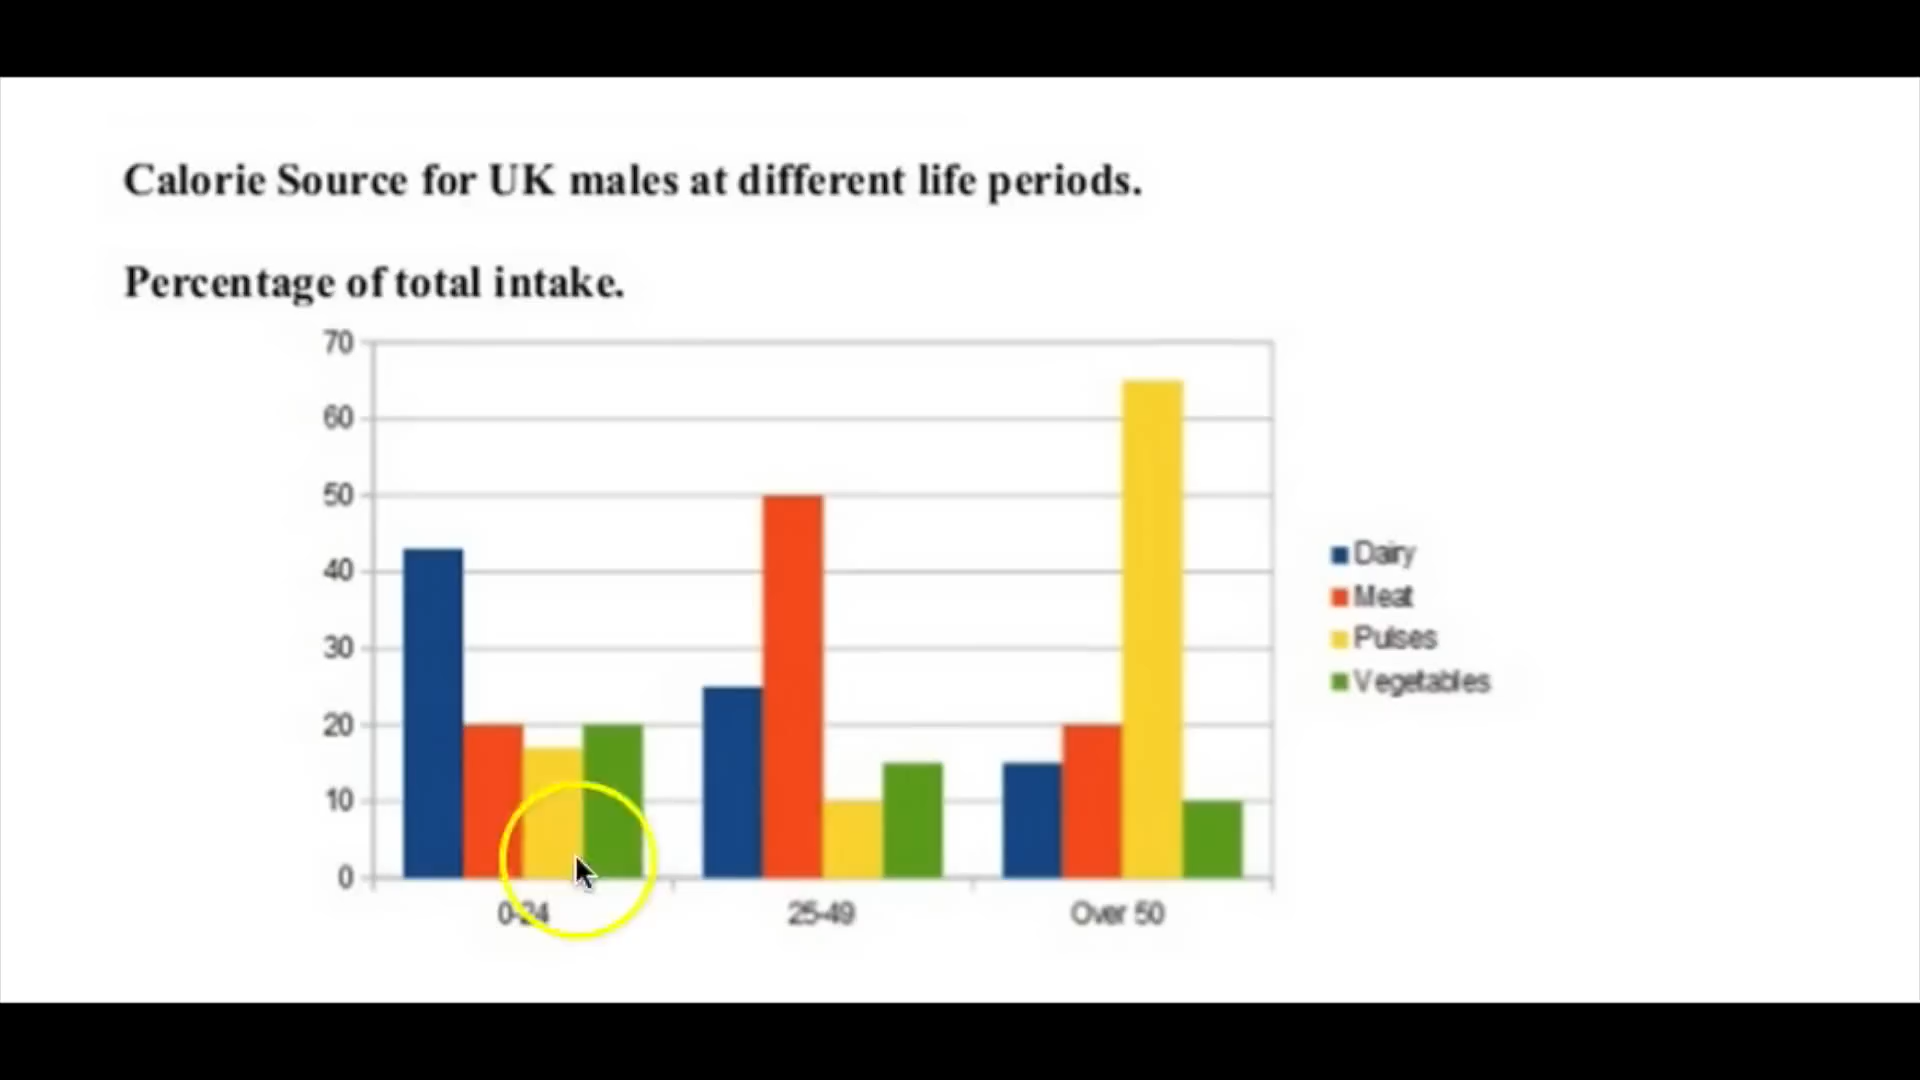 Calorie Source for UK males at different life periods.
Percentage of total intake.
70
60
50
40
30
20
10
0
0-24
25-49
Over 50
Dairy
Meat
Pulses
Vegetables